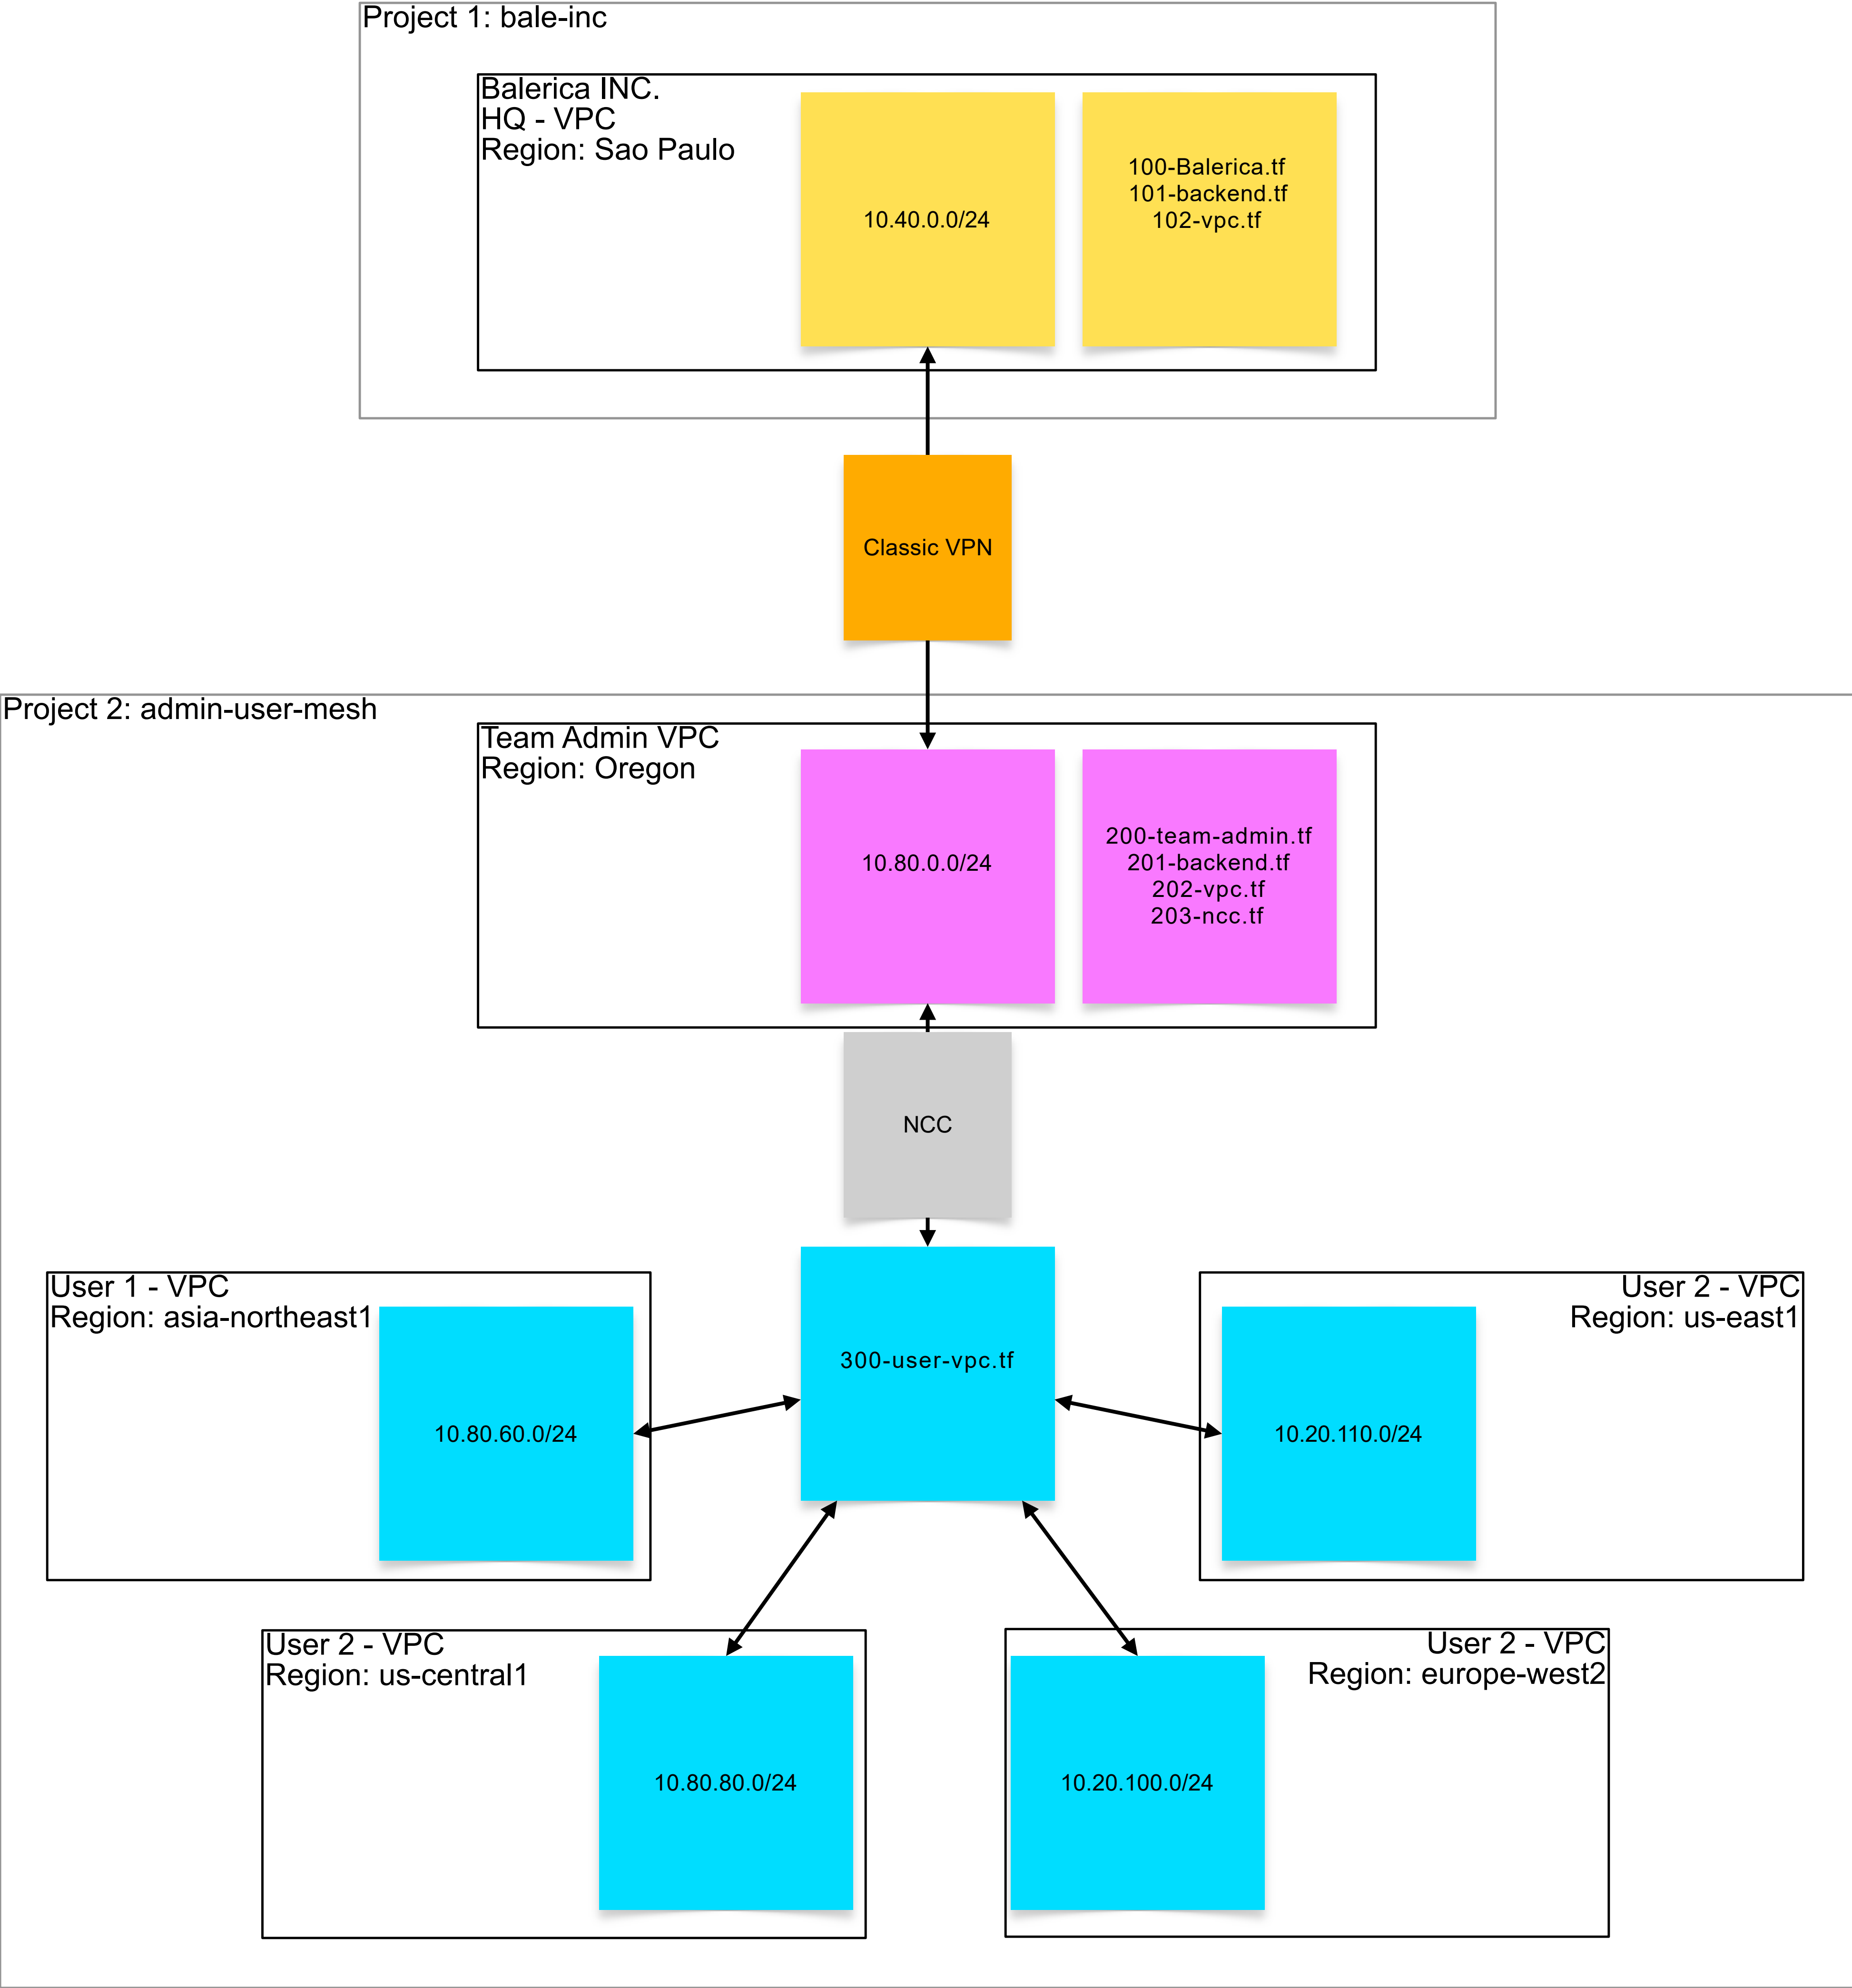 Project 1: bale-inc
Balerica INC.
HQ - VPC
Region: Sao Paulo
10.40.0.0/24
100-Balerica.tf
101-backend.tf
102-vpc.tf
Classic VPN
Project 2: admin-user-mesh
Team Admin VPC
Region: Oregon
10.80.0.0/24
200-team-admin.tf
201-backend.tf
202-vpc.tf
203-ncc.tf
NCC
User 1 - VPC
Region: asia-northeast1
10.80.60.0/24
300-user-vpc.tf
User 2 - VPC
Region: us-east1
10.20.110.0/24
User 2 - VPC
Region: us-central1
10.80.80.0/24
User 2 - VPC
Region: europe-west2
10.20.100.0/24